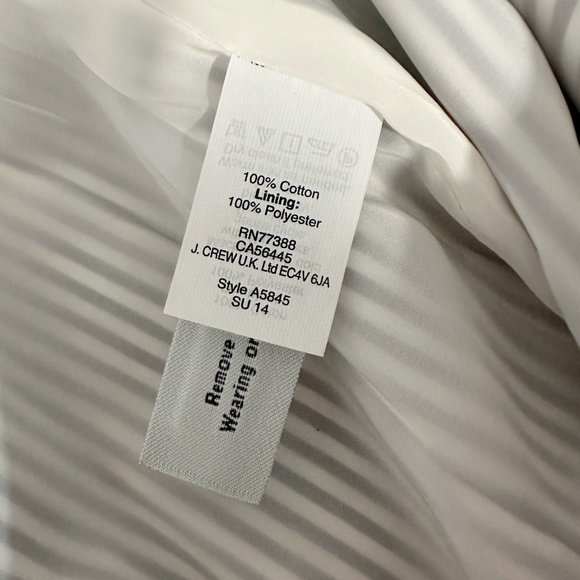 100% Cotton
Lining:
100% Polyester
RN77388
CA56445
J. CREW U.K. Ltd EC4V 6JA
Style A5845
SU 14
Remove
Wearing or